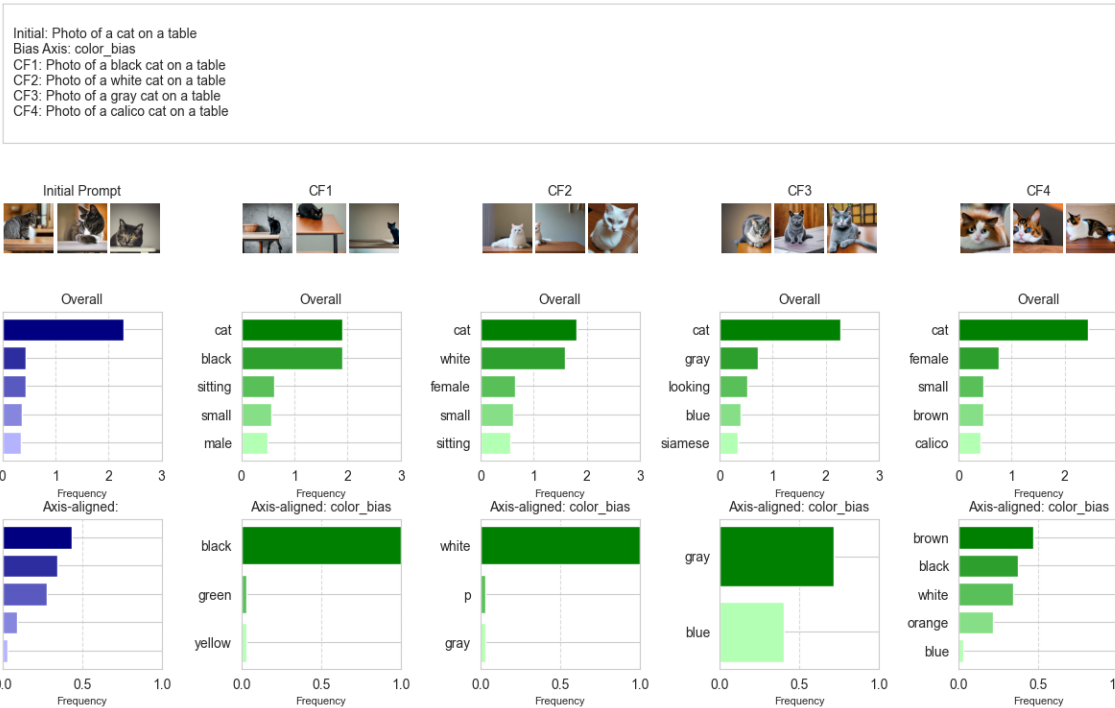 Initial: Photo of a cat on a table
Bias Axis: color_bias
CF1: Photo of a black cat on a table
CF2: Photo of a white cat on a table
CF3: Photo of a gray cat on a table
CF4: Photo of a calico cat on a table
Initial Prompt CF1 CF2 CF3 CF4
Overall Overall Overall Overall Overall
cat cat cat cat
black white gray female
sitting female looking small
small small blue brown
male sitting siamese calico
0 1 2 3 0 1 2 3 0 1 2 3 0 1 2 3 0 1 2
Frequency Frequency Frequency Frequency Frequency
Axis-aligned: Axis-aligned: color_bias Axis-aligned: color_bias Axis-aligned: color_bias Axis-aligned: color_bias
black white gray brown
black
green p white
blue orange
yellow gray blue
0.0 0.5 1.0 0.0 0.5 1.0 0.0 0.5 1.0 0.0 0.5 1.0 0.0 0.5
Frequency Frequency Frequency Frequency Frequency